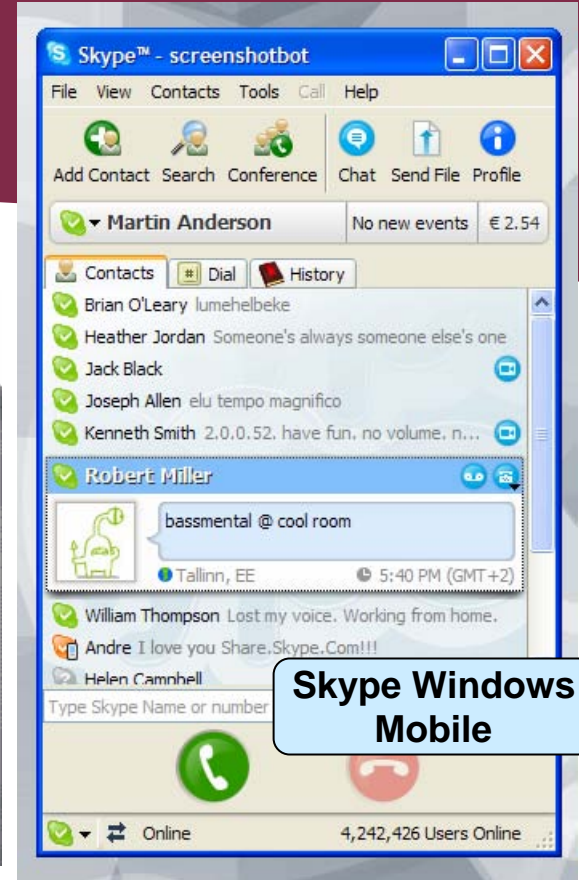 Skype™ - screenshotbot
File View Contacts Tools Call Help
Add Contact Search Conference Chat Send File Profile
Martin Anderson No new events € 2.54
Contacts # Dial History
Brian O'Leary lumehelbeke
Heather Jordan Someone's always someone else's one
Jack Black
Joseph Allen elu tempo magnifico
Kenneth Smith 2.0.0.52. have fun. no volume. n...
Robert Miller
bassmental @ cool room
Tallinn, EE 5:40 PM (GMT+2)
William Thompson Lost my voice. Working from home.
Andre I love you Share.Skype.Com!!!
Helen Campbell
Type Skype Name or number
Skype Windows
Mobile
Online 4,242,426 Users Online